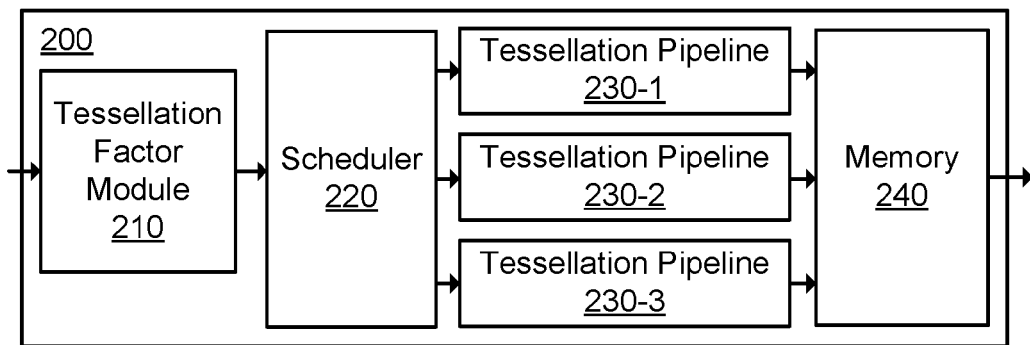 200
Tessellation
Factor
Module
210
Scheduler
220
Tessellation Pipeline
230-1
Tessellation Pipeline
230-2
Tessellation Pipeline
230-3
Memory
240